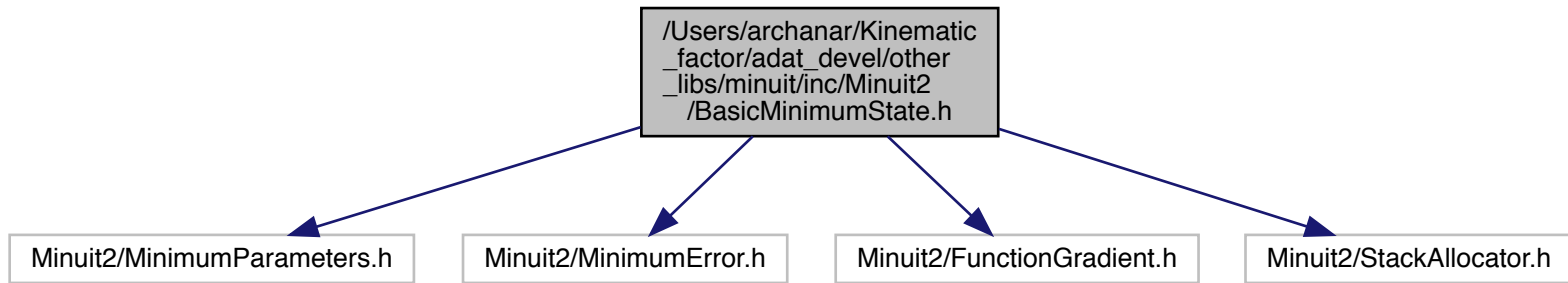 /Users/archanar/Kinematic
_factor/adat_devel/other
_libs/minuit/inc/Minuit2
/BasicMinimumState.h
Minuit2/MinimumParameters.h
Minuit2/MinimumError.h
Minuit2/FunctionGradient.h
Minuit2/StackAllocator.h